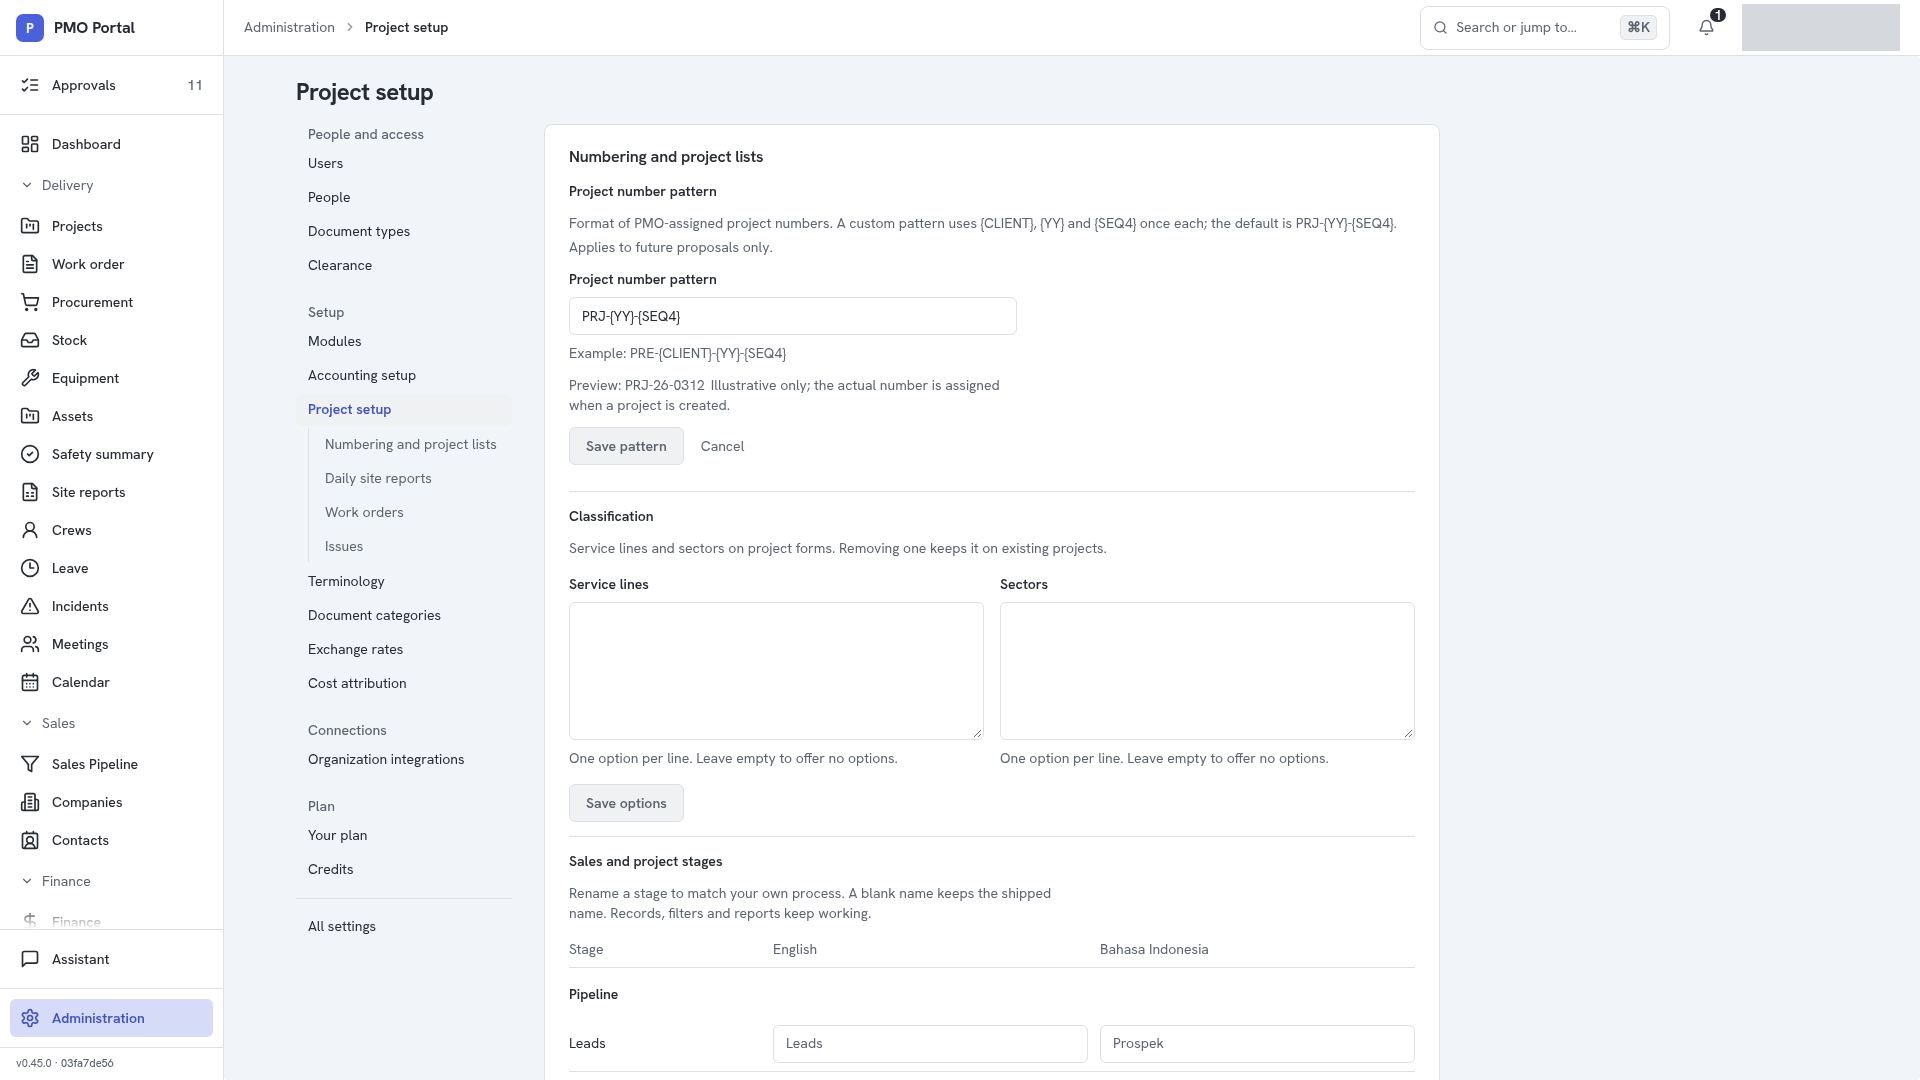 P
PMO Portal
Administration
Project setup
Search or jump to...
⌘K
1
Approvals
11
Dashboard
Delivery
Projects
Work order
Procurement
Stock
Equipment
Assets
Safety summary
Site reports
Crews
Leave
Incidents
Meetings
Calendar
Sales
Sales Pipeline
Companies
Contacts
Finance
Finance
Assistant
Administration
v0.45.0 · 03fa7de56
Project setup
People and access
Users
People
Document types
Clearance
Setup
Modules
Accounting setup
Project setup
Numbering and project lists
Daily site reports
Work orders
Issues
Terminology
Document categories
Exchange rates
Cost attribution
Connections
Organization integrations
Plan
Your plan
Credits
All settings
Numbering and project lists
Project number pattern
Format of PMO-assigned project numbers. A custom pattern uses {CLIENT}, {YY} and {SEQ4} once each; the default is PRJ-{YY}-{SEQ4}.
Applies to future proposals only.
Project number pattern
PRJ-{YY}-{SEQ4}
Example: PRE-{CLIENT}-{YY}-{SEQ4}
Preview: PRJ-26-0312 Illustrative only; the actual number is assigned
when a project is created.
Save pattern
Cancel
Classification
Service lines and sectors on project forms. Removing one keeps it on existing projects.
Service lines
Sectors
One option per line. Leave empty to offer no options.
One option per line. Leave empty to offer no options.
Save options
Sales and project stages
Rename a stage to match your own process. A blank name keeps the shipped
name. Records, filters and reports keep working.
Stage
English
Bahasa Indonesia
Pipeline
Leads
Leads
Prospek